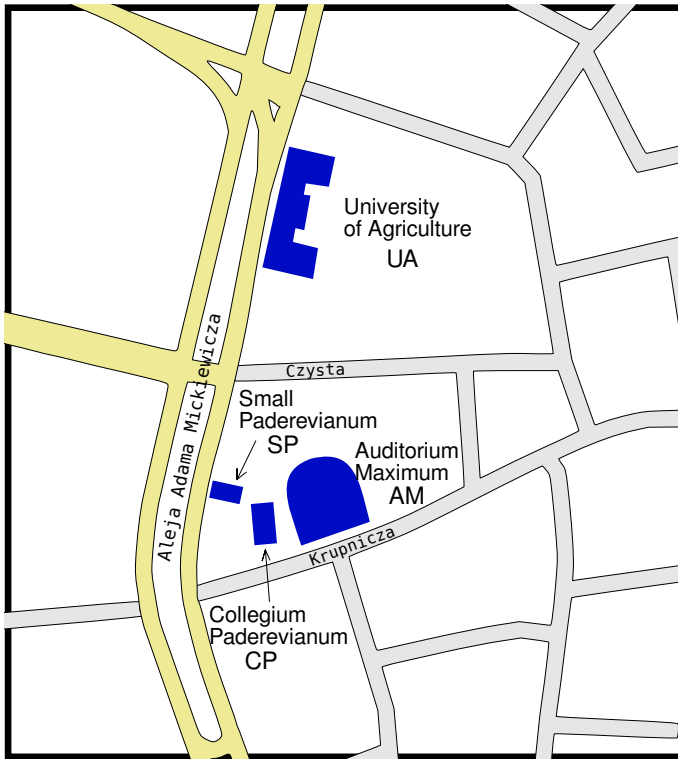 University
of Agriculture
UA
Aleja Adama Mickiewicza
Czysta
Small
Paderevianum
SP
Auditorium
Maximum
AM
Krupnicza
Collegium
Paderevianum
CP